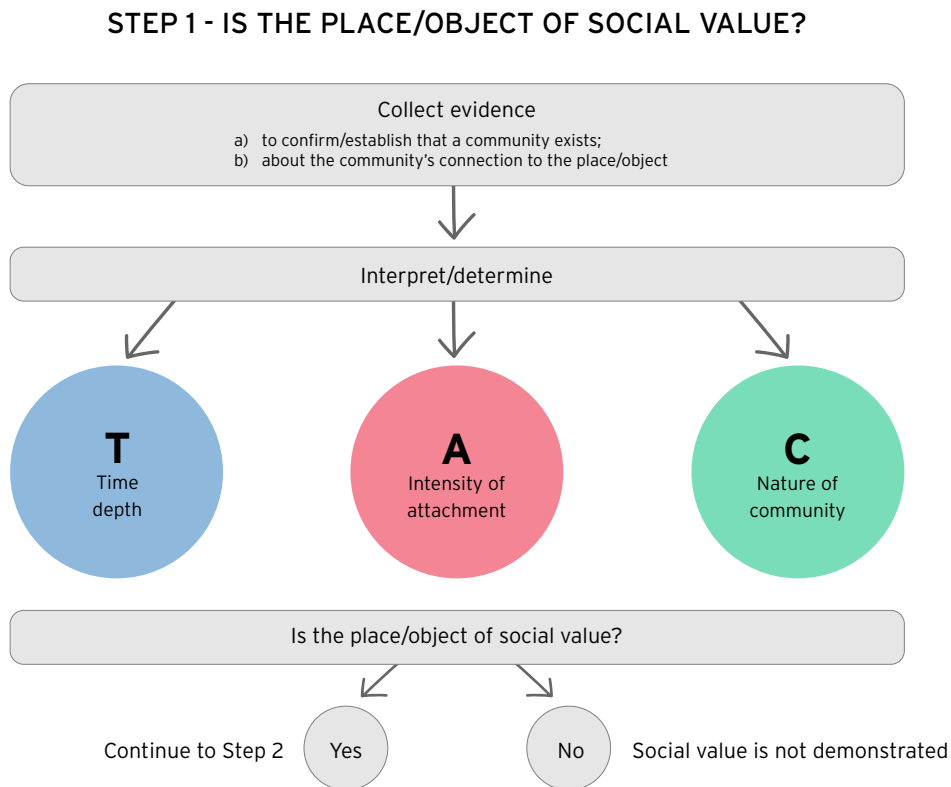 STEP 1 - IS THE PLACE/OBJECT OF SOCIAL VALUE?
Collect evidence
a) to confirm/establish that a community exists;
b) about the community's connection to the place/object
Interpret/determine
T
Time
depth
A
Intensity of
attachment
C
Nature of
community
Is the place/object of social value?
Continue to Step 2
Yes
No
Social value is not demonstrated